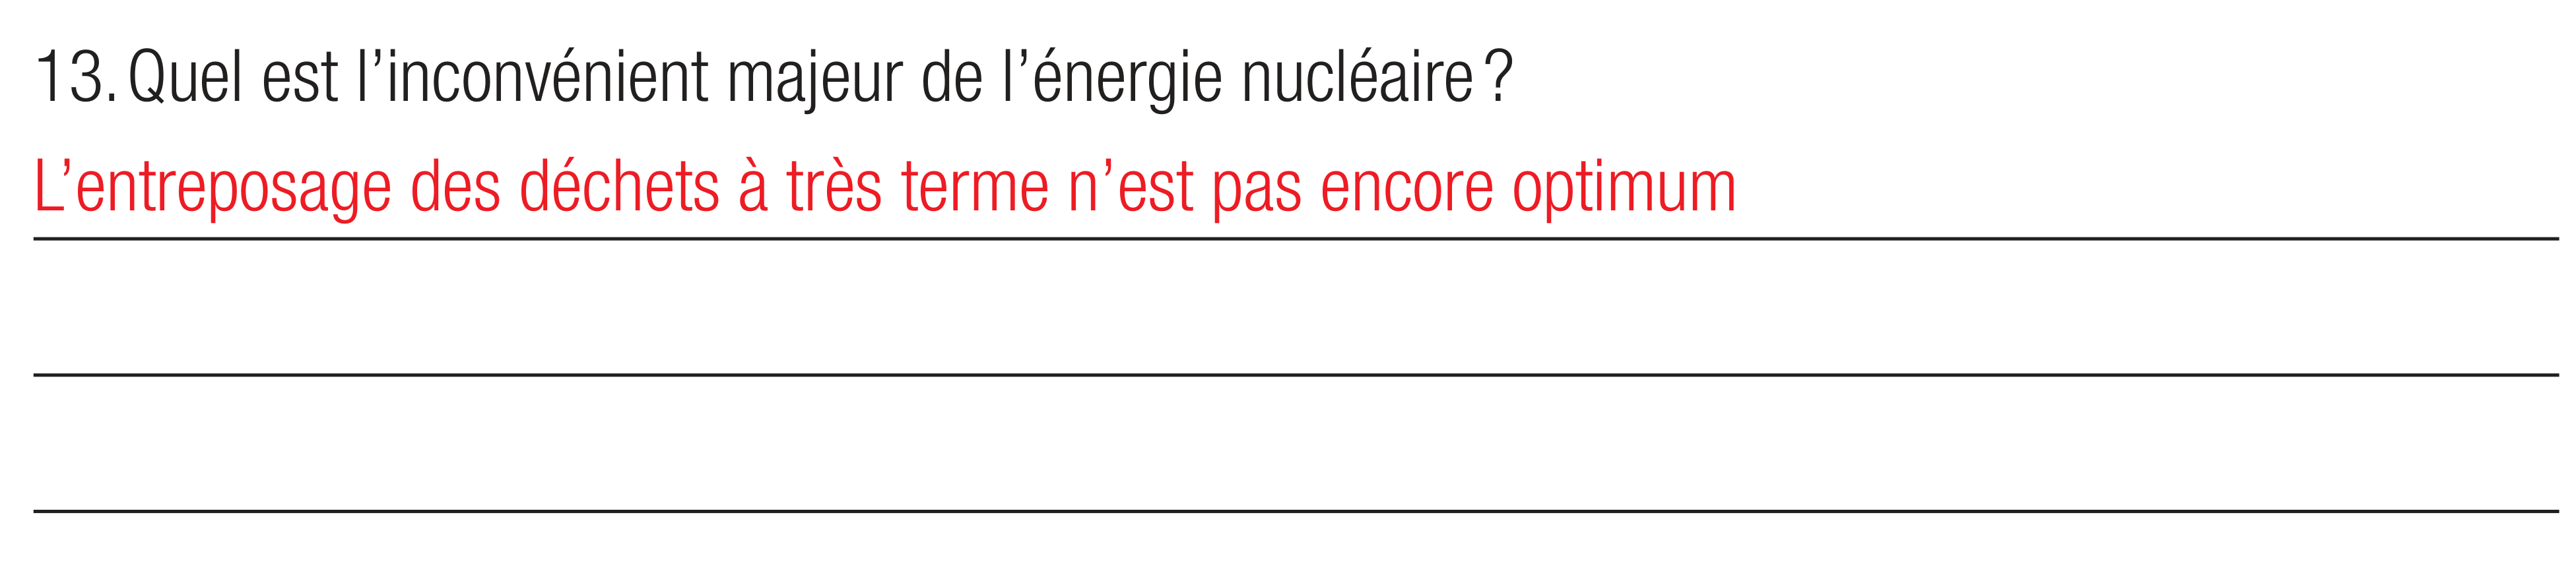 13. Quel est l’inconvénient majeur de l’énergie nucléaire ?
L’entreposage des déchets à très terme n’est pas encore optimum